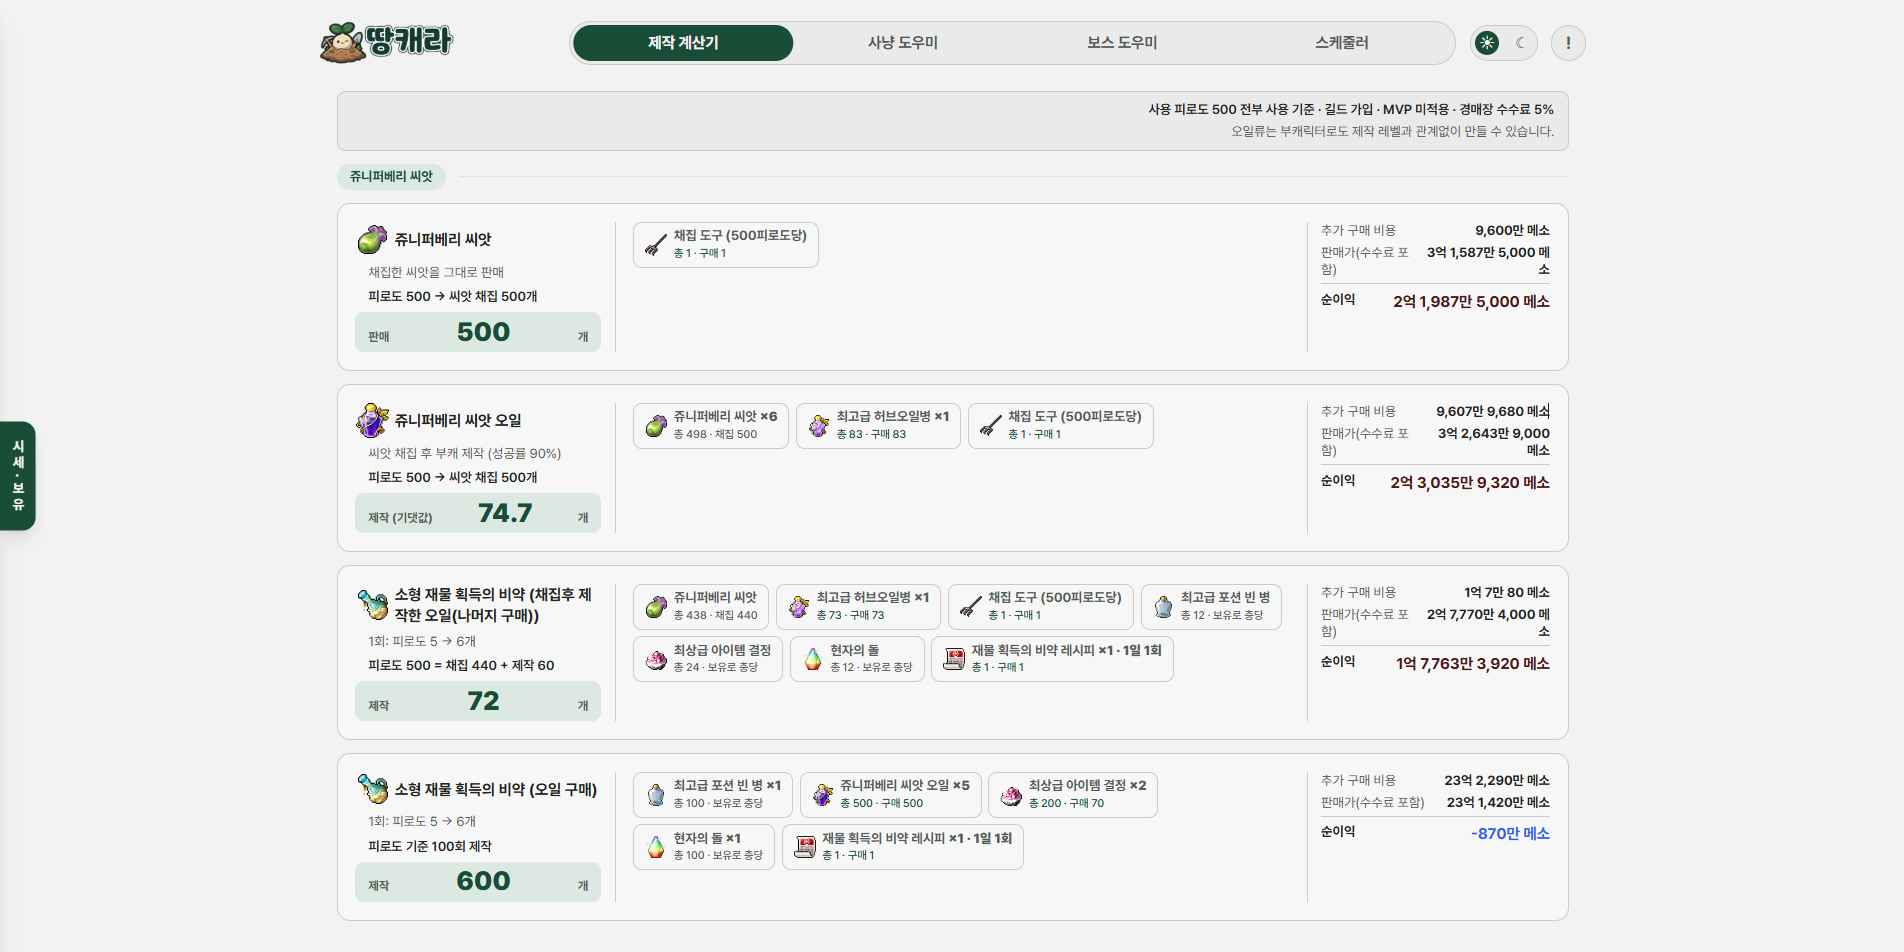 땅캐라
제작 계산기
사냥 도우미
보스 도우미
스케줄러
!
사용 피로도 500 전부 사용 기준 · 길드 가입 · MVP 미적용 · 경매장 수수료 5%
오일류는 부캐릭터로도 제작 레벨과 관계없이 만들 수 있습니다.
쥬니퍼베리 씨앗
쥬니퍼베리 씨앗
채집한 씨앗을 그대로 판매
피로도 500 → 씨앗 채집 500개
판매 500 개
채집 도구 (500피로도당)
총 1 · 구매 1
추가 구매 비용 9,600만 메소
판매가(수수료 포 3억 1,587만 5,000 메
함) 소
순이익 2억 1,987만 5,000 메소
쥬니퍼베리 씨앗 오일
씨앗 채집 후 부캐 제작 (성공률 90%)
피로도 500 → 씨앗 채집 500개
제작 (기댓값) 74.7 개
쥬니퍼베리 씨앗 ×6
총 498 · 채집 500
최고급 허브오일병 ×1
총 83 · 구매 83
채집 도구 (500피로도당)
총 1 · 구매 1
추가 구매 비용 9,607만 9,680 메소
판매가(수수료 포 3억 2,643만 9,000
함) 메소
순이익 2억 3,035만 9,320 메소
소형 재물 획득의 비약 (채집후 제
작한 오일(나머지 구매))
1회: 피로도 5 → 6개
피로도 500 = 채집 440 + 제작 60
제작 72 개
쥬니퍼베리 씨앗
총 438 · 채집 440
최고급 허브오일병 ×1
총 73 · 구매 73
채집 도구 (500피로도당)
총 1 · 구매 1
최고급 포션 빈 병
총 12 · 보유로 충당
최상급 아이템 결정
총 24 · 보유로 충당
현자의 돌
총 12 · 보유로 충당
재물 획득의 비약 레시피 ×1 · 1일 1회
총 1 · 구매 1
추가 구매 비용 1억 7만 80 메소
판매가(수수료 포 2억 7,770만 4,000 메
함) 소
순이익 1억 7,763만 3,920 메소
소형 재물 획득의 비약 (오일 구매)
1회: 피로도 5 → 6개
피로도 기준 100회 제작
제작 600 개
최고급 포션 빈 병 ×1
총 100 · 보유로 충당
쥬니퍼베리 씨앗 오일 ×5
총 500 · 구매 500
최상급 아이템 결정 ×2
총 200 · 구매 70
현자의 돌 ×1
총 100 · 보유로 충당
재물 획득의 비약 레시피 ×1 · 1일 1회
총 1 · 구매 1
추가 구매 비용 23억 2,290만 메소
판매가(수수료 포함) 23억 1,420만 메소
순이익 -870만 메소
시세·보유